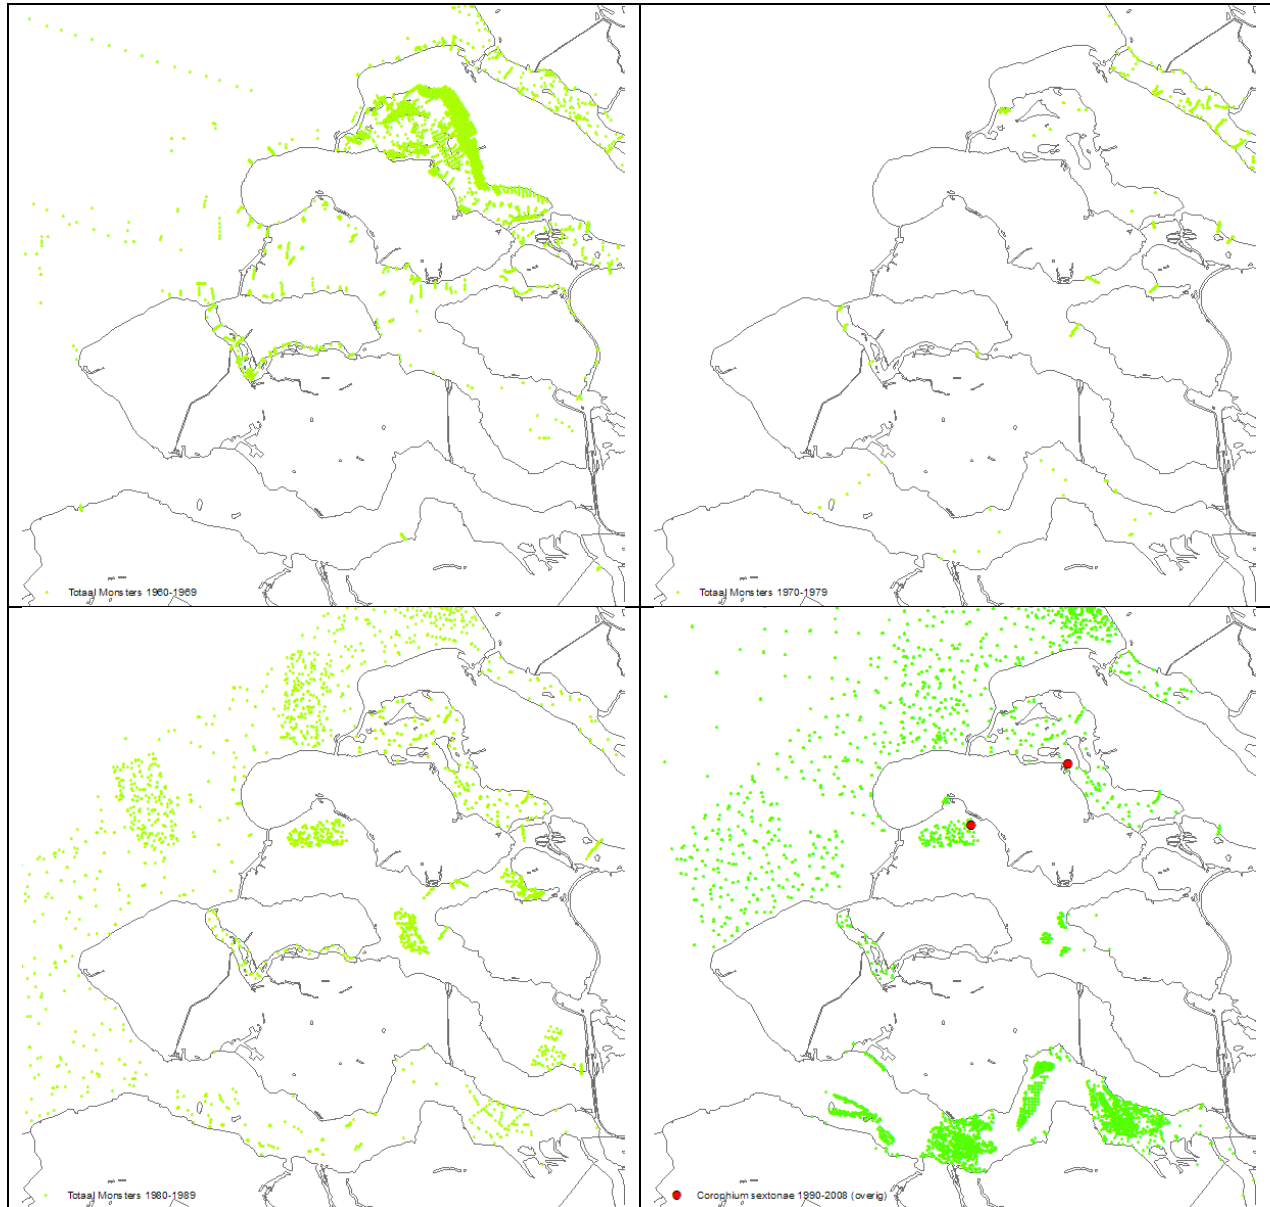 Totaal Monsters 1960-1969
Totaal Monsters 1970-1979
Totaal Monsters 1980-1989
Corophium sextonae 1990-2008 (overig)